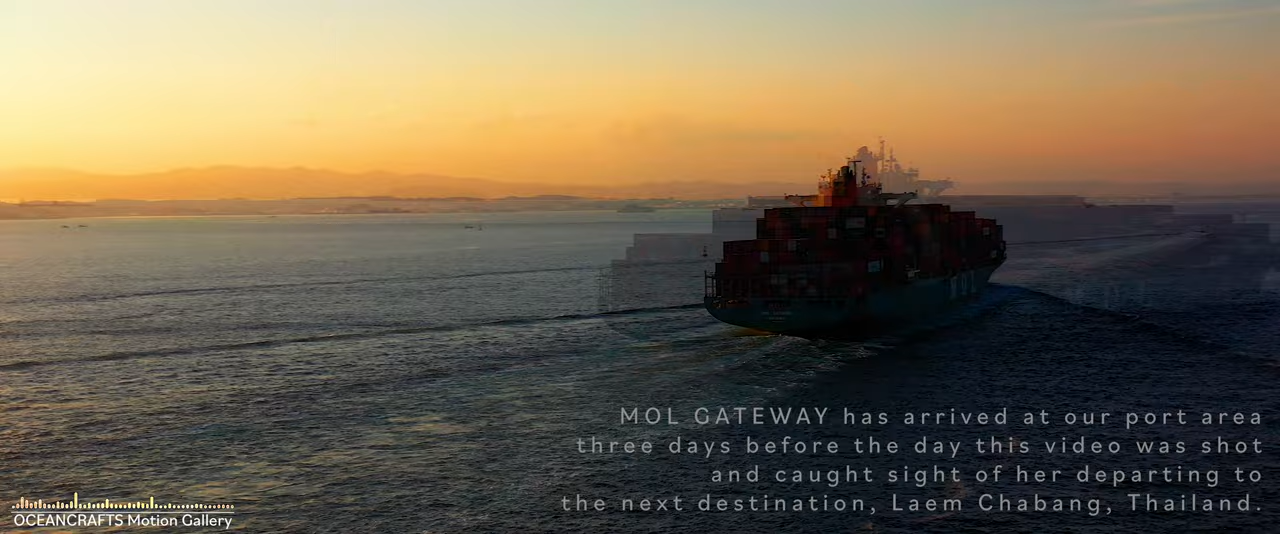 MOL GATEWAY has arrived at our port area
three days before the day this video was shot
and caught sight of her departing to
the next destination, Laem Chabang, Thailand.
OCEANCRAFTS Motion Gallery